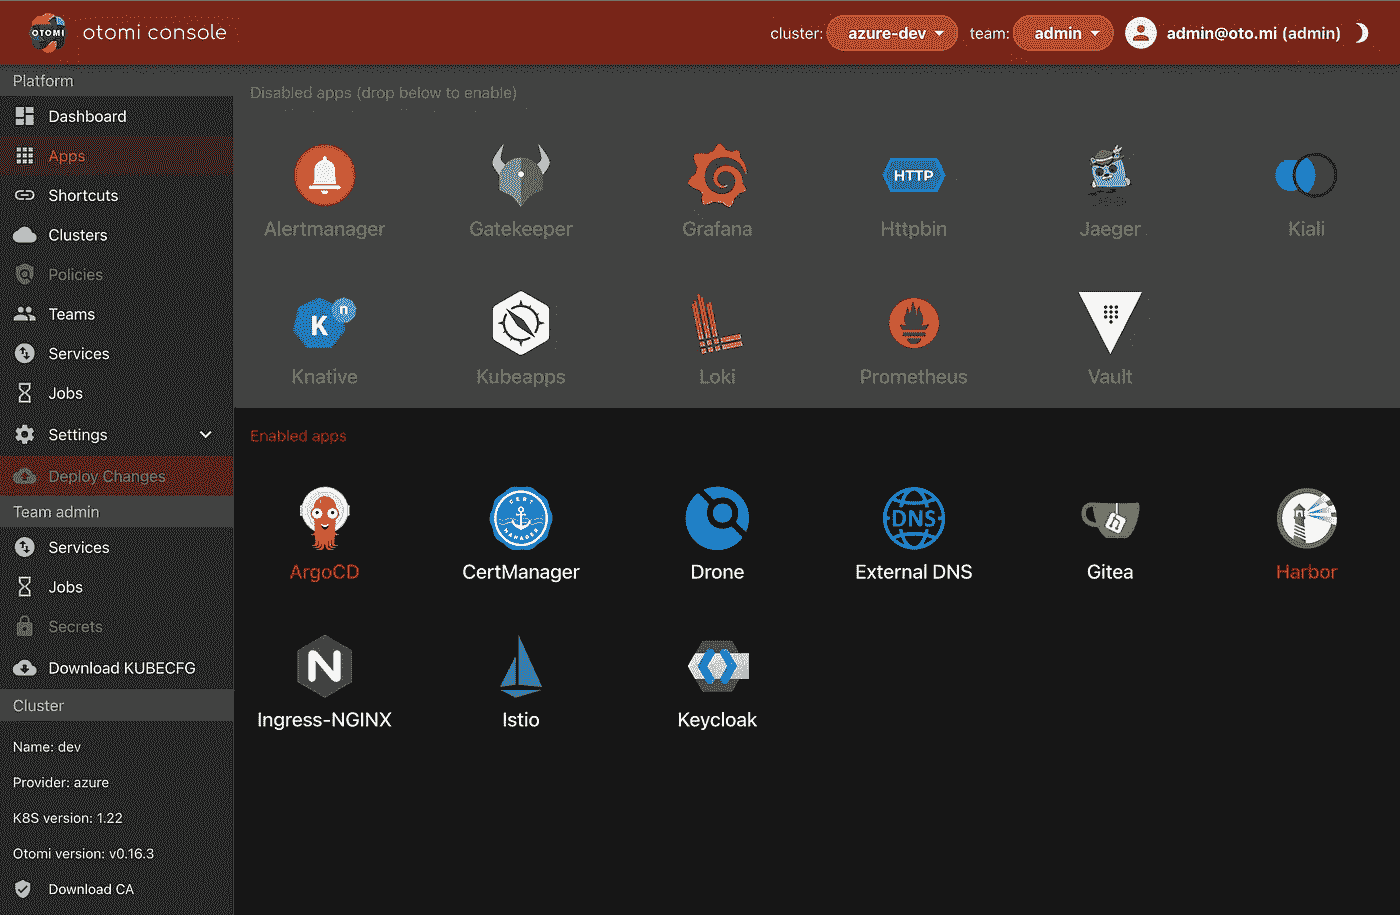 OTOMI otomi console
cluster: azure-dev team: admin admin@oto.mi (admin)
Platform
Dashboard
Apps
Shortcuts
Clusters
Policies
Teams
Services
Jobs
Settings
Deploy Changes
Team admin
Services
Jobs
Secrets
Download KUBECFG
Cluster
Name: dev
Provider: azure
K8S version: 1.22
Otomi version: v0.16.3
Download CA
Disabled apps (drop below to enable)
HTTP
Alertmanager Gatekeeper Grafana Httpbin Jaeger Kiali
K n
Knative Kubeapps Loki Prometheus Vault
Enabled apps
CERT
MANAGER
DNS
ArgoCD CertManager Drone External DNS Gitea Harbor
N
Ingress-NGINX Istio Keycloak